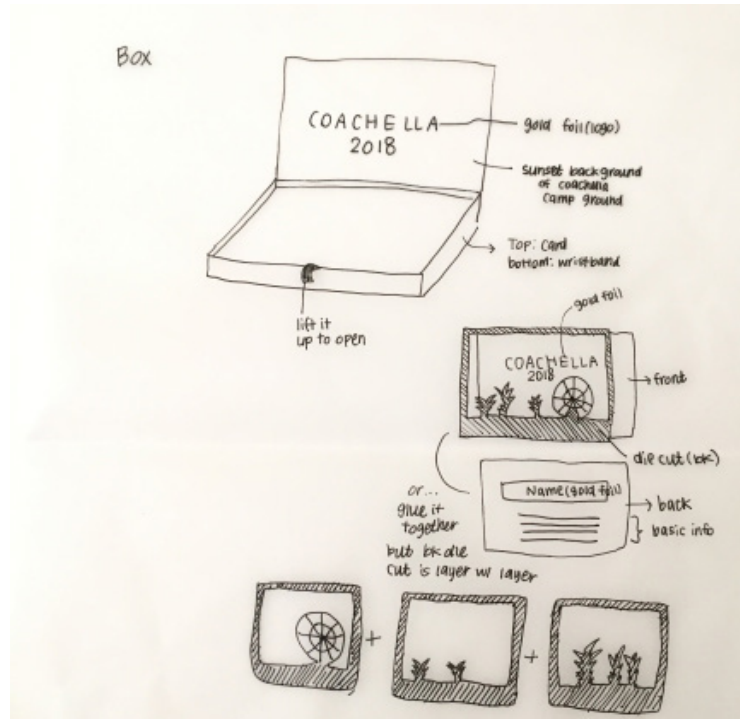 BOX
COACHELLA
2018
gold foil(logo)
sunset background
of coachella
camp ground
Top: Card
bottom: wristband
lift it
up to open
gold foil
COACHELLA
2018
front
die cut (bk)
or...
glue it
together
but bk die
cut is layer w/ layer
Name (gold foil)
back
basic info
+
+